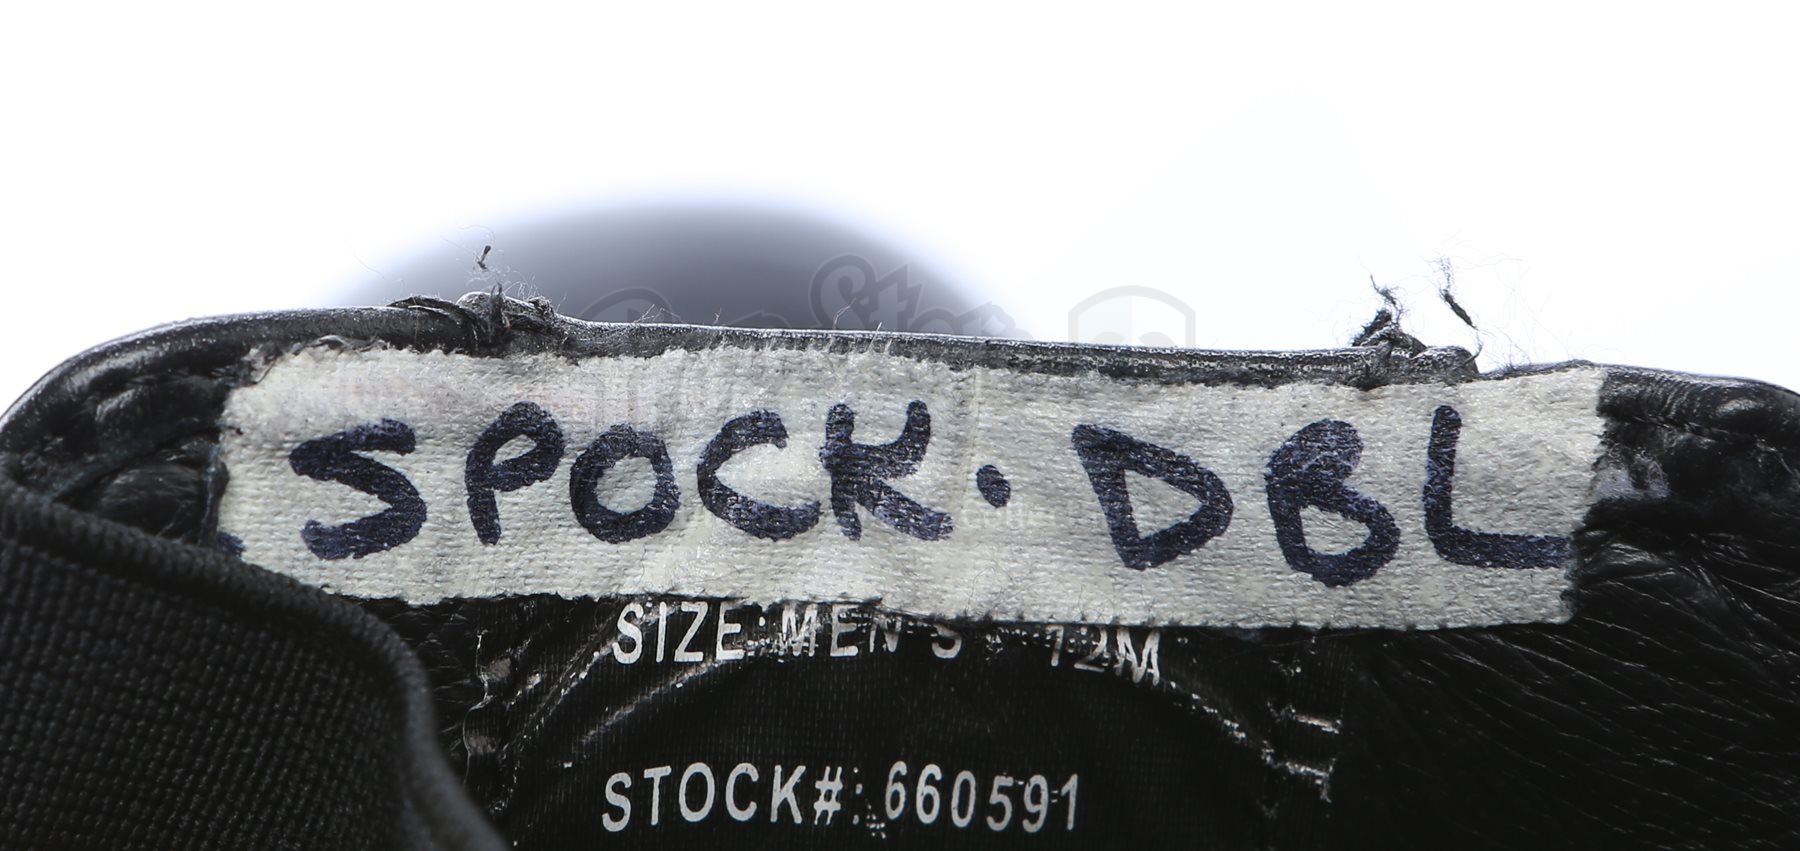 SPOCK. DBL
SIZE: MEN'S 12M
STOCK#: 660591